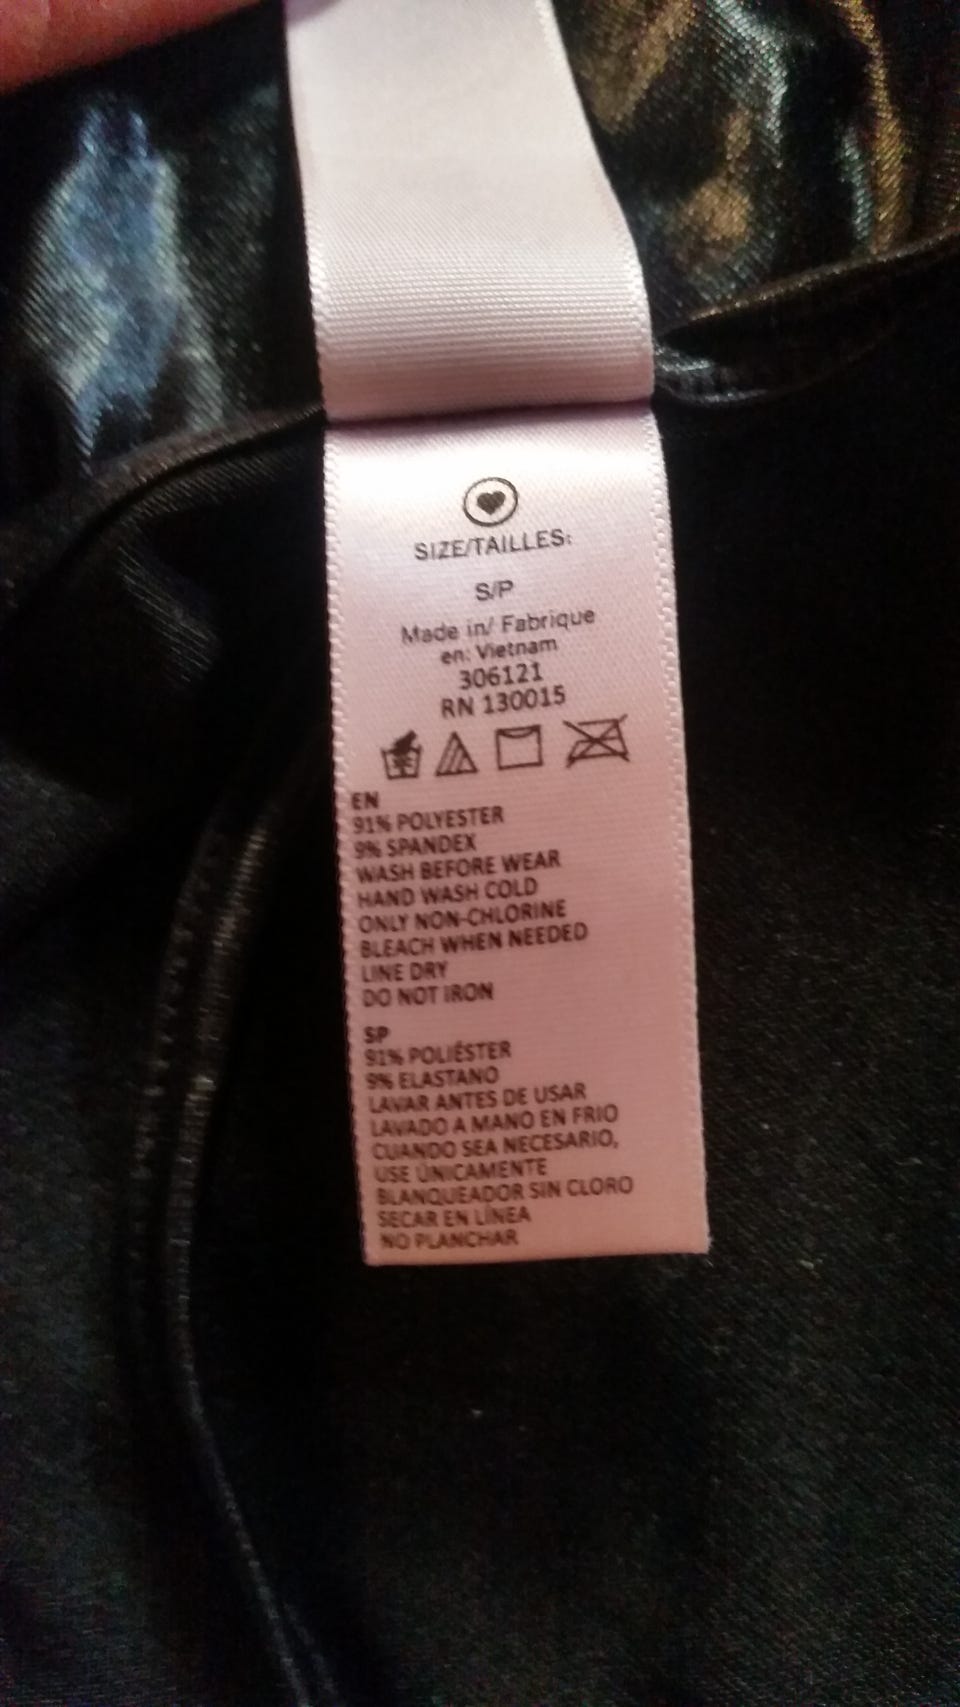 SIZE/TAILLES:
S/P
Made in/ Fabrique
en: Vietnam
306121
RN 130015
EN
91% POLYESTER
9% SPANDEX
WASH BEFORE WEAR
HAND WASH COLD
ONLY NON-CHLORINE
BLEACH WHEN NEEDED
LINE DRY
DO NOT IRON
SP
91% POLIÉSTER
9% ELASTANO
LAVAR ANTES DE USAR
LAVADO A MANO EN FRIO
CUANDO SEA NECESARIO,
USE ÚNICAMENTE
BLANQUEADOR SIN CLORO
SECAR EN LÍNEA
NO PLANCHAR